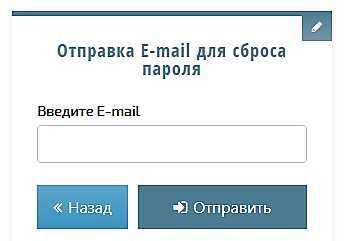 Отправка E-mail для сброса
пароля
Введите E-mail
« Назад
Отправить